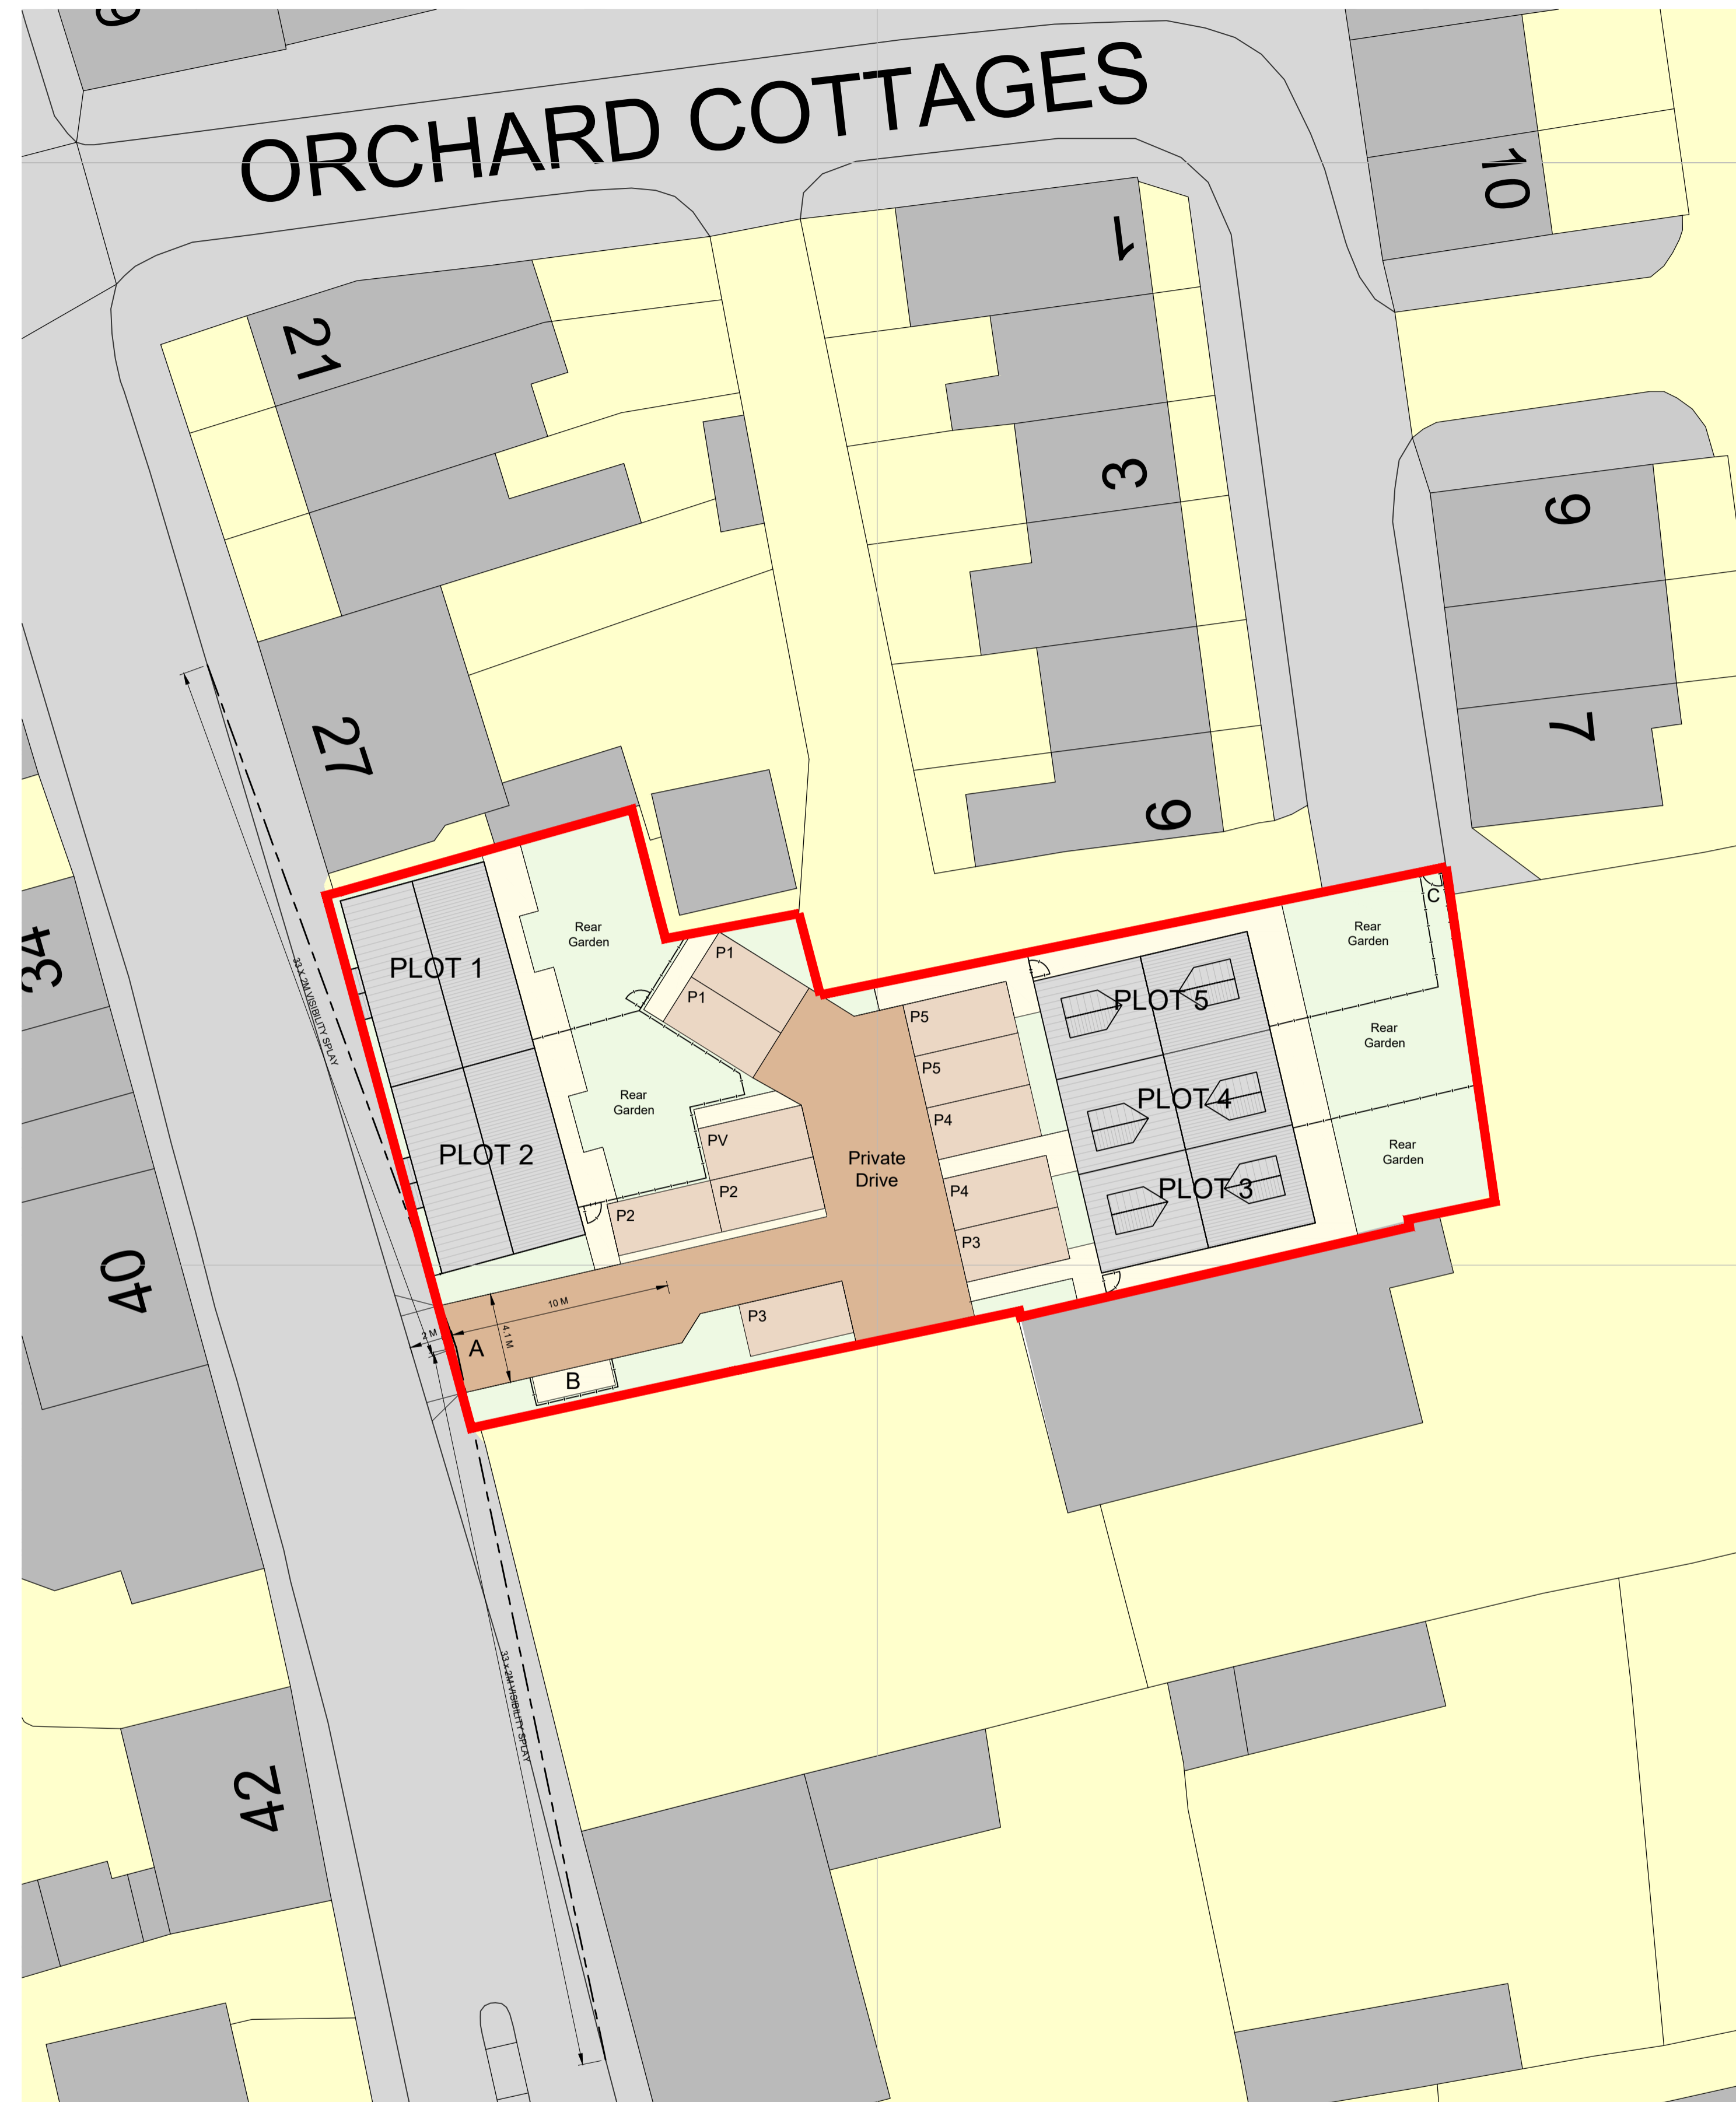 ORCHARD COTTAGES
1
10
21
3
9
27
7
6
34
33 X 2M VISIBILITY SPLAY
PLOT 1
Rear
Garden
P1
P1
PLOT 2
Rear
Garden
PV
P2
P2
Private
Drive
P5
P5
P4
P4
P3
PLOT 5
PLOT 4
PLOT 3
Rear
Garden
Rear
Garden
Rear
Garden
C
40
10 M
2 M
4.1 M
A
B
P3
33 x 2M VISIBILITY SPLAY
42